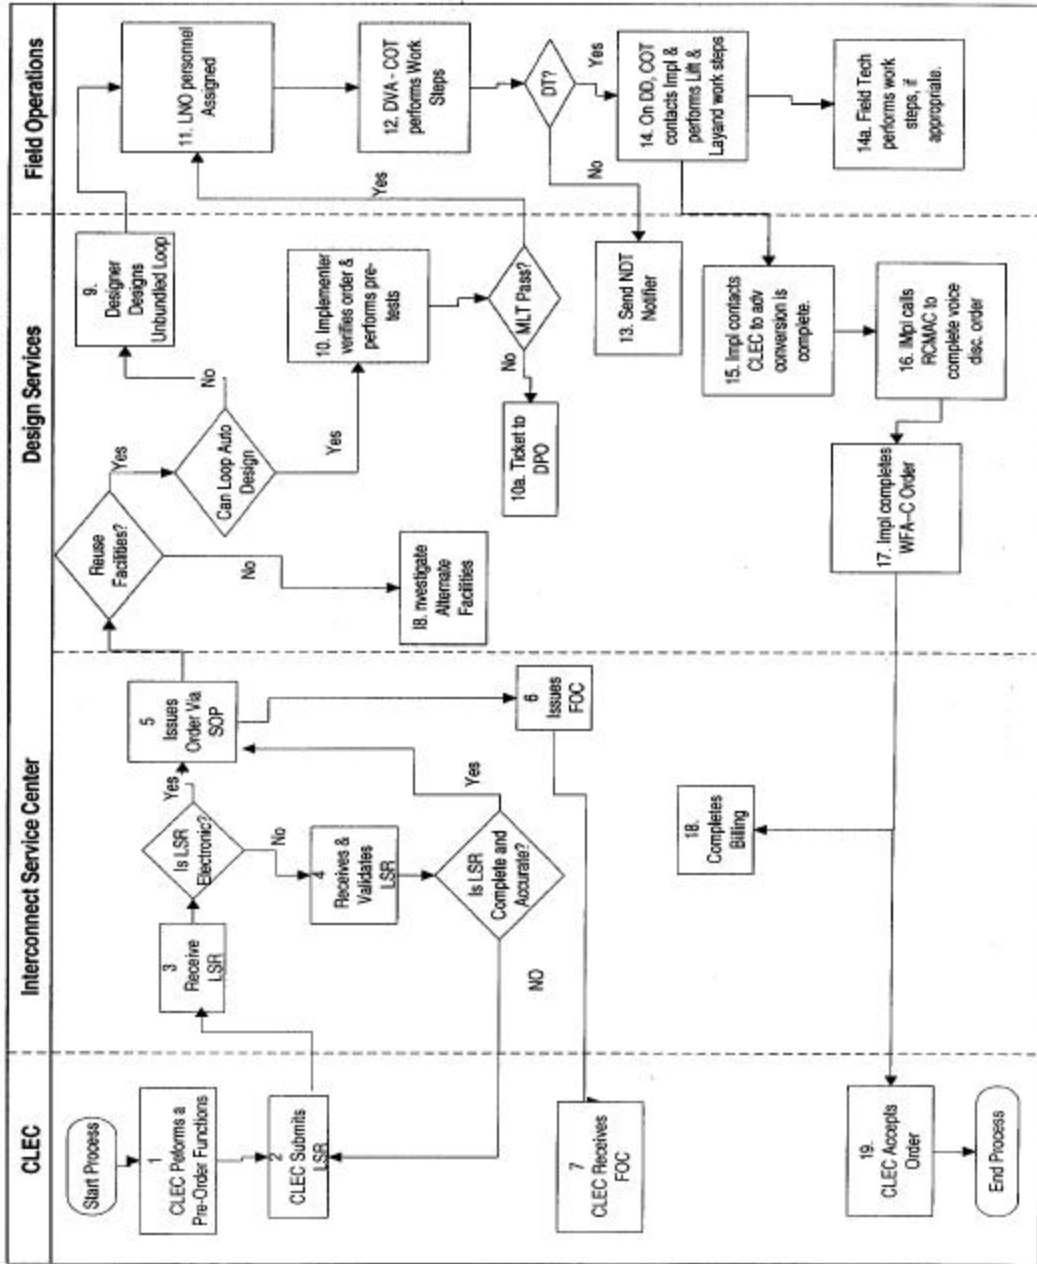 CLEC
Interconnect Service Center
Design Services
Field Operations
Start Process
1
CLEC Peforms a
Pre-Order Functions
2
CLEC Submits
LSR
3
Receive
LSR
Is LSR
Electronic?
Yes
No
4
Receives &
Validates
LSR
Is LSR
Complete and
Accurate?
Yes
NO
5
Issues
Order Via
SOP
6
Issues
FOC
7
CLEC Receives
FOC
Reuse
Facilities?
Yes
No
I8. nvestigate
Alternate
Facilities
Can Loop Auto
Design
No
Yes
9.
Designer
Designs
Unbundled Loop
10. Implementer
verifies order &
performs pre-
tests
MLT Pass?
Yes
No
10a. Ticket to
DPO
11. LNO personnel
Assigned
12. DVA - COT
performs Work
Steps
DT?
Yes
No
13. Send NDT
Notifier
14. On DD, COT
contacts Impl &
performs Lift &
Layand work steps
14a. Field Tech
performs work
steps, if
appropriate.
15. Impl contacts
CLEC to adv
conversion is
complete.
16. IMpl calls
RCMAC to
complete voice
disc. order
17. Impl completes
WFA-C Order
18.
Completes
Billing
19.
CLEC Accepts
Order
End Process